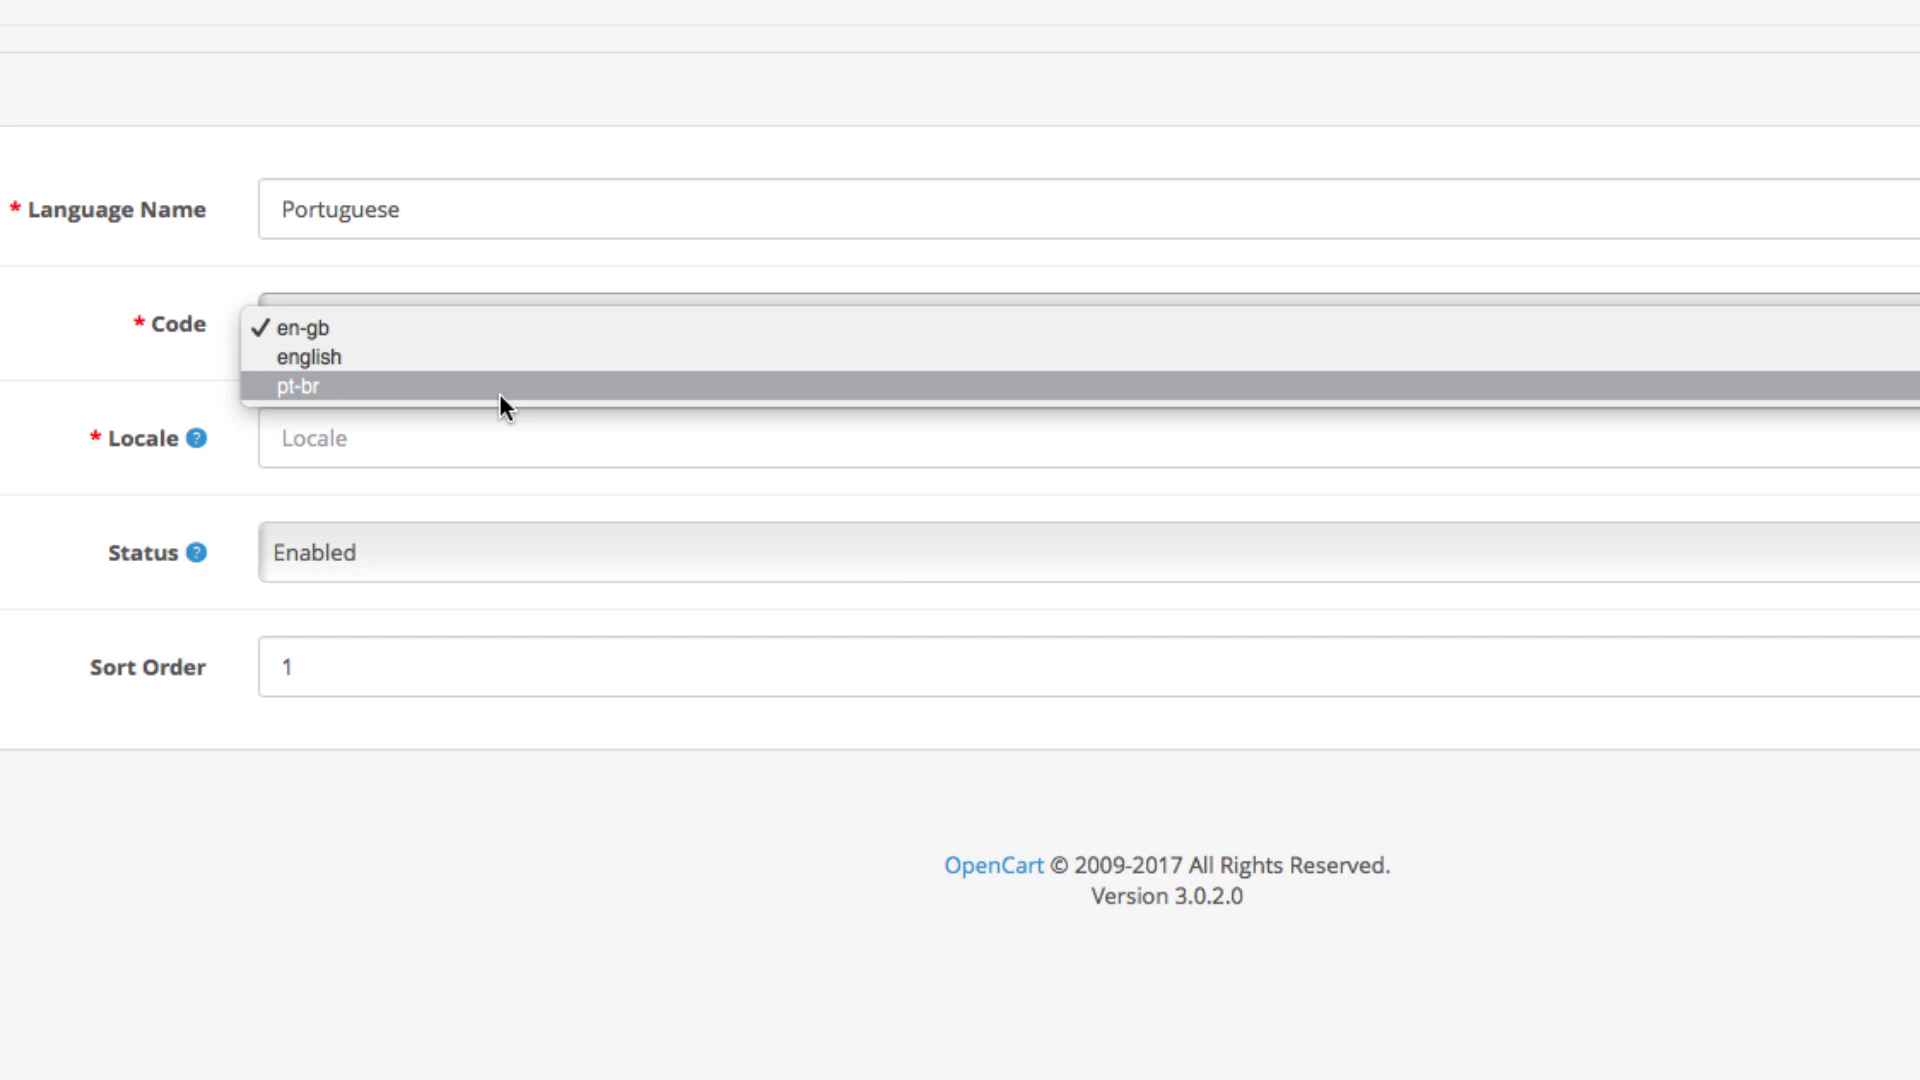 * Language Name
Portuguese
* Code
✓ en-gb
english
pt-br
* Locale ?
Locale
Status ?
Enabled
Sort Order
1
OpenCart © 2009-2017 All Rights Reserved.
Version 3.0.2.0